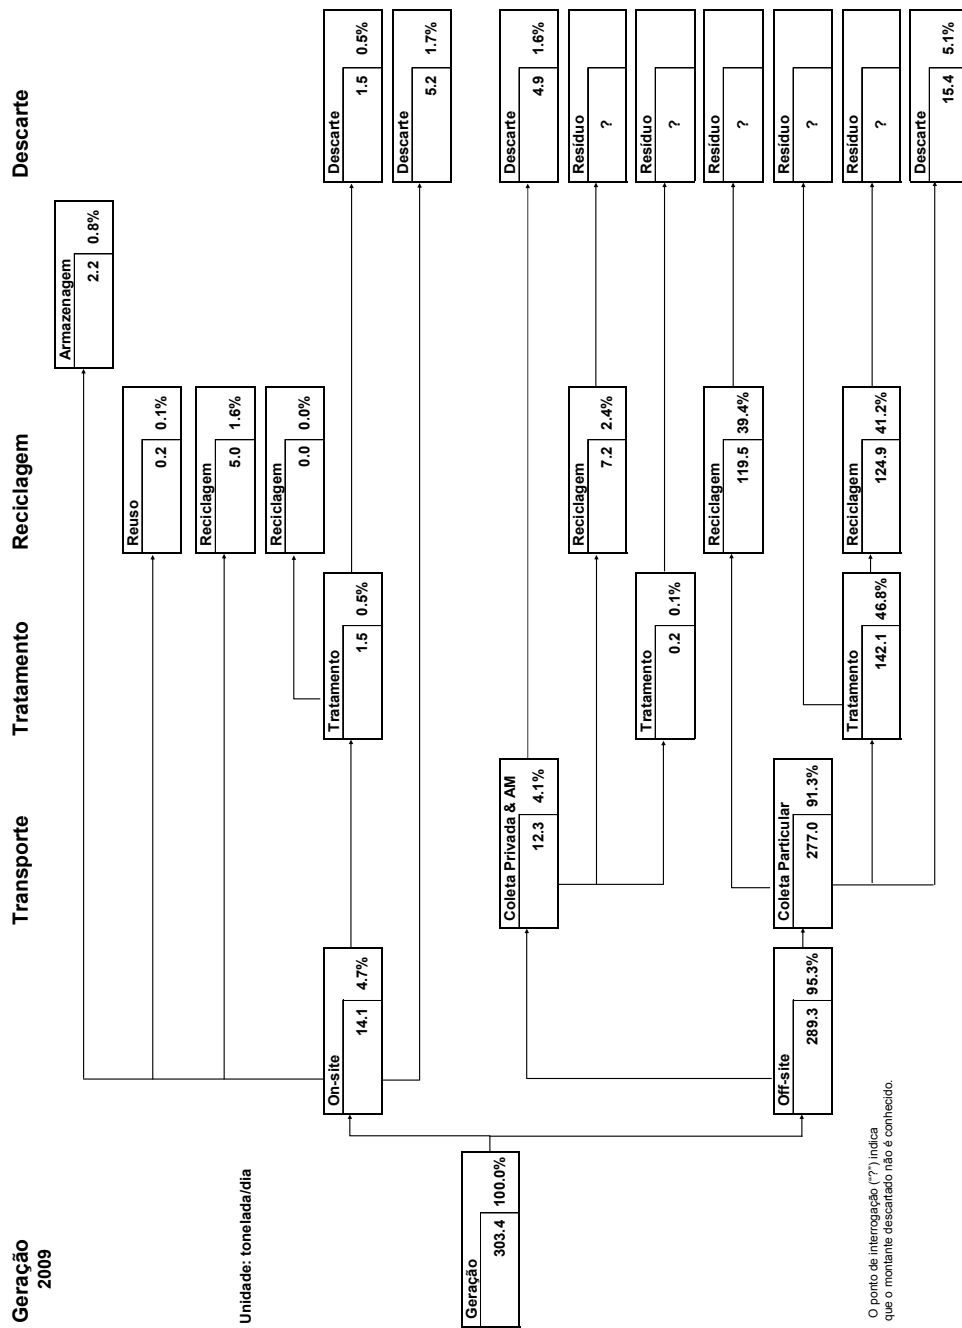 Geração
2009
Transporte
Tratamento
Reciclagem
Descarte
Unidade: tonelada/dia
Armazenagem
2.2 0.8%
Reuso
0.2 0.1%
Reciclagem
5.0 1.6%
Reciclagem
0.0 0.0%
On-site
14.1 4.7%
Tratamento
1.5 0.5%
Descarte
1.5 0.5%
Descarte
5.2 1.7%
Geração
303.4 100.0%
Coleta Privada & AM
12.3 4.1%
Descarte
4.9 1.6%
Reciclagem
7.2 2.4%
Resíduo
?
Tratamento
0.2 0.1%
Resíduo
?
Reciclagem
119.5 39.4%
Resíduo
?
Off-site
289.3 95.3%
Coleta Particular
277.0 91.3%
Resíduo
?
Tratamento
142.1 46.8%
Reciclagem
124.9 41.2%
Resíduo
?
Descarte
15.4 5.1%
O ponto de interrogação ("?") indica
que o montante descartado não é conhecido.